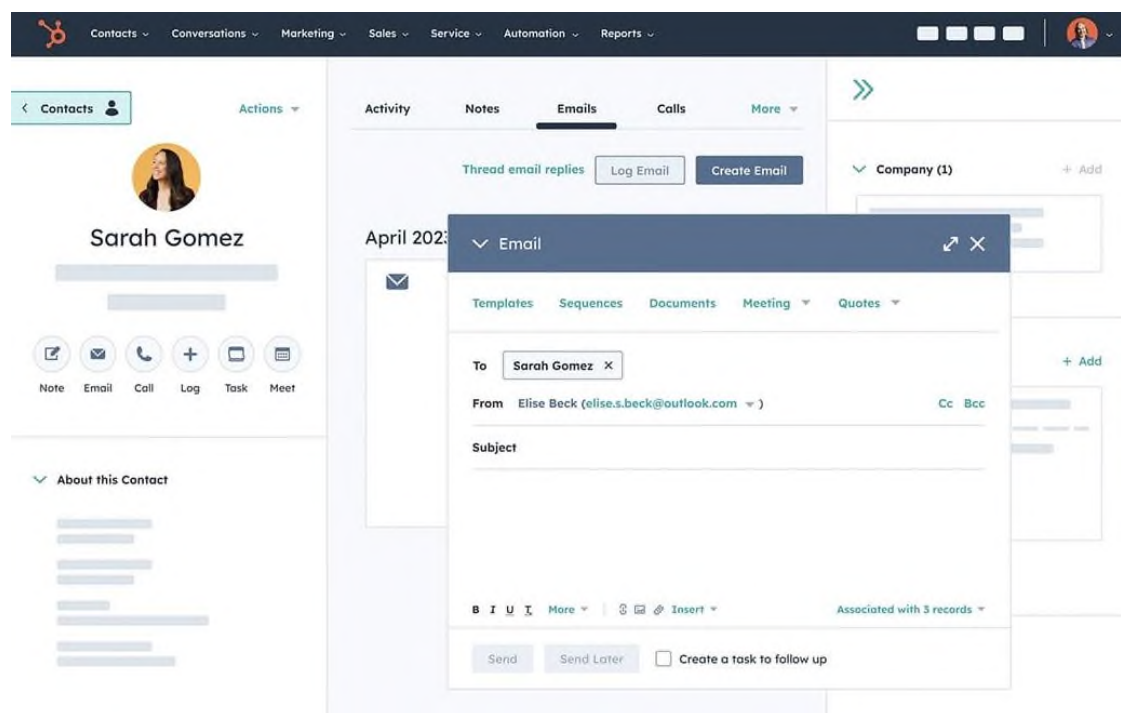 Contacts Conversations Marketing Sales Service Automation Reports
Contacts
Actions
Sarah Gomez
Note Email Call Log Task Meet
About this Contact
Activity Notes Emails Calls More
Thread email replies Log Email Create Email
April 202
Email
Templates Sequences Documents Meeting Quotes
To Sarah Gomez
From Elise Beck (elise.s.beck@outlook.com) Cc Bcc
Subject
B I U T More Insert Associated with 3 records
Send Send Later Create a task to follow up
Company (1) + Add
+ Add